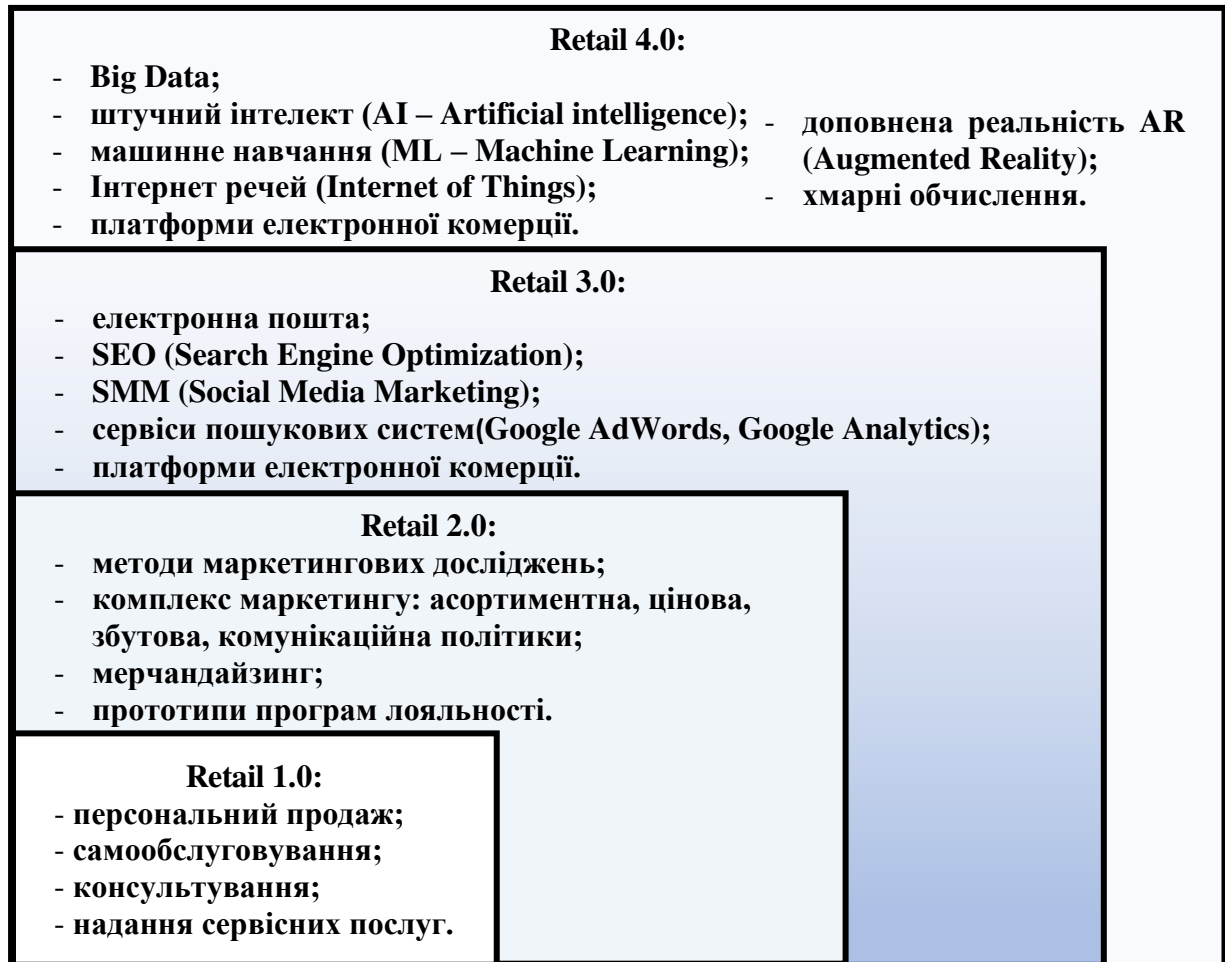 Retail 4.0:
- Big Data;
- штучний інтелект (AI – Artificial intelligence);
- машинне навчання (ML – Machine Learning);
- Інтернет речей (Internet of Things);
- платформи електронної комерції.
- доповнена реальність AR
(Augmented Reality);
- хмарні обчислення.
Retail 3.0:
- електронна пошта;
- SEO (Search Engine Optimization);
- SMM (Social Media Marketing);
- сервіси пошукових систем(Google AdWords, Google Analytics);
- платформи електронної комерції.
Retail 2.0:
- методи маркетингових досліджень;
- комплекс маркетингу: асортиментна, цінова,
збутова, комунікаційна політики;
- мерчандайзинг;
- прототипи програм лояльності.
Retail 1.0:
- персональний продаж;
- самообслуговування;
- консультування;
- надання сервісних послуг.